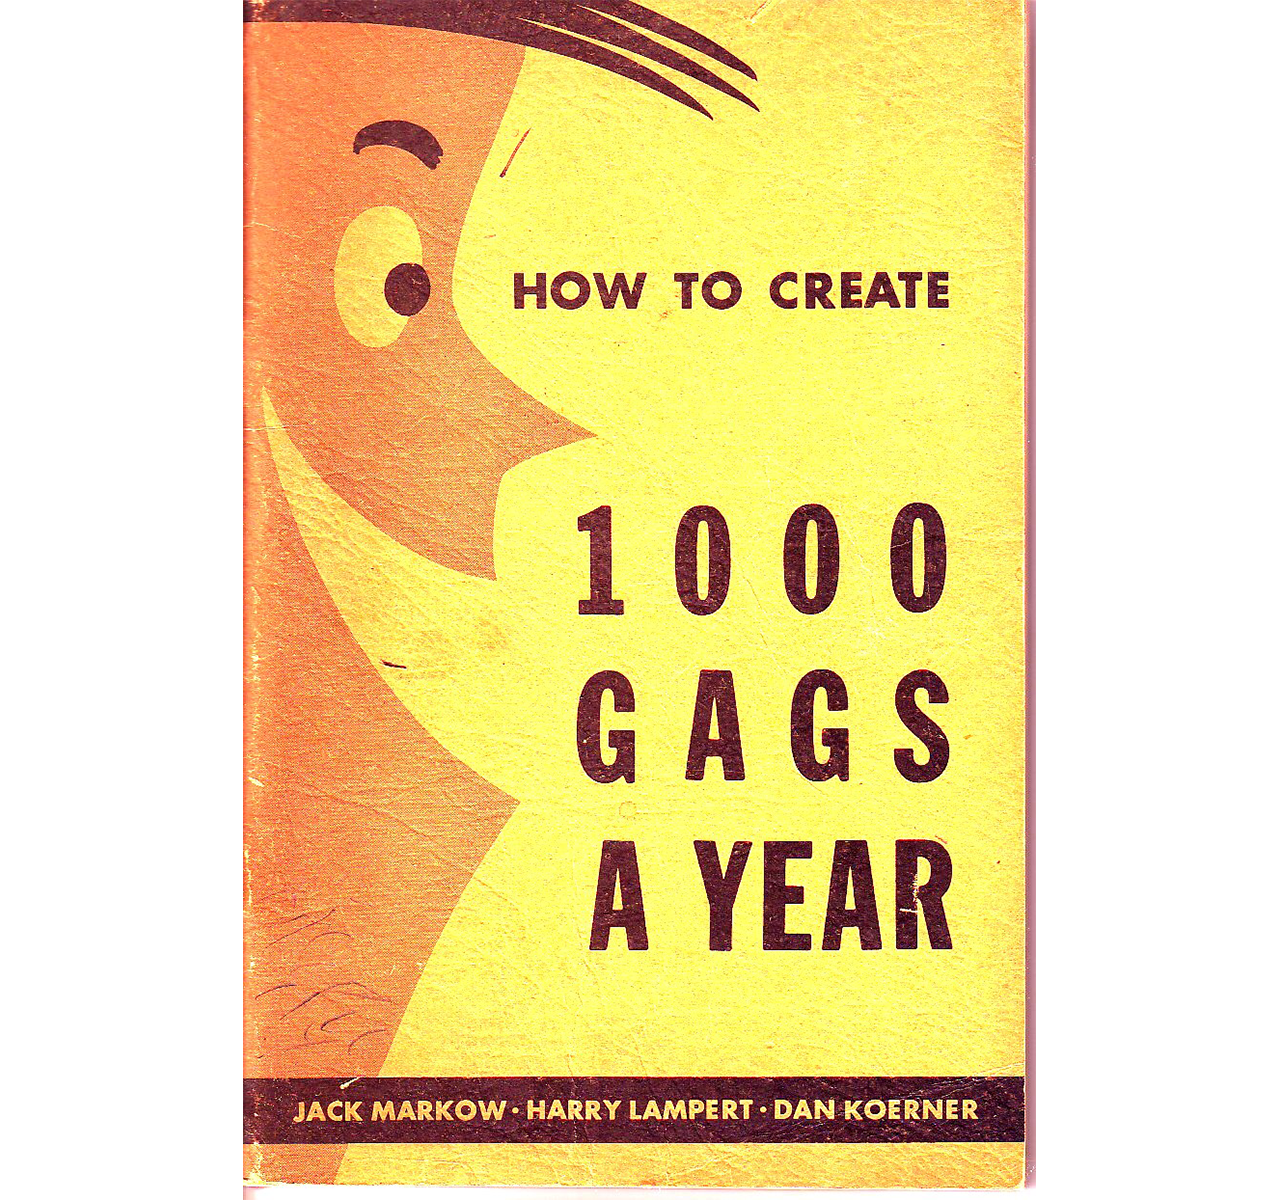 HOW TO CREATE
1000
GAGS
A YEAR
JACK MARKOW · HARRY LAMPERT · DAN KOERNER